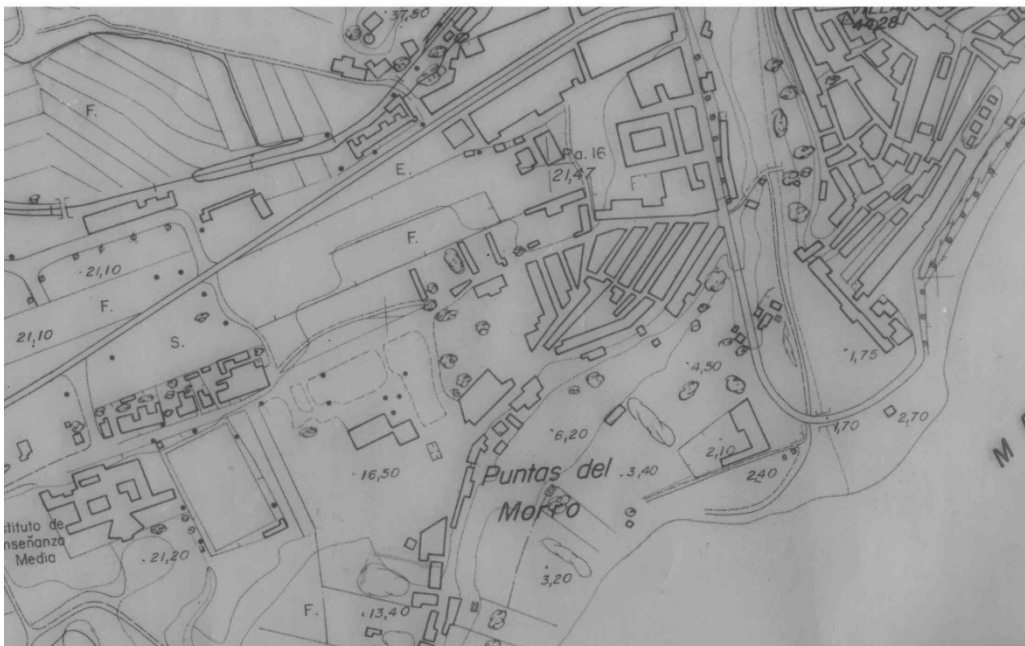 37,50
44,28
F.
Pa. 16
21,47
E.
F
F.
21,10
F.
21,10
S.
1,75
4,50
1,70
2,70
6,20
2,10
M
16,50
Puntas del
3,40
2,40
Morro
stituto de
nseñanza
Media
21,20
3,20
F.
13,40